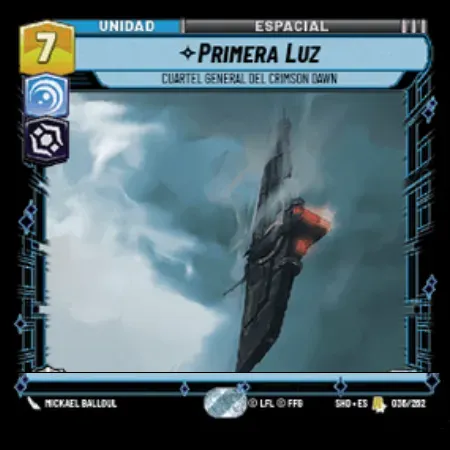 UNIDAD ESPACIAL
7
PRIMERA LUZ
CUARTEL GENERAL DEL CRIMSON DAWN
MICKAEL BALLOUL © LFL © FFG SHD • ES 036/262